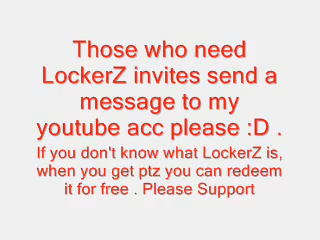 Those who need
LockerZ invites send a
message to my
youtube acc please :D .
If you don't know what LockerZ is,
when you get ptz you can redeem
it for free . Please Support